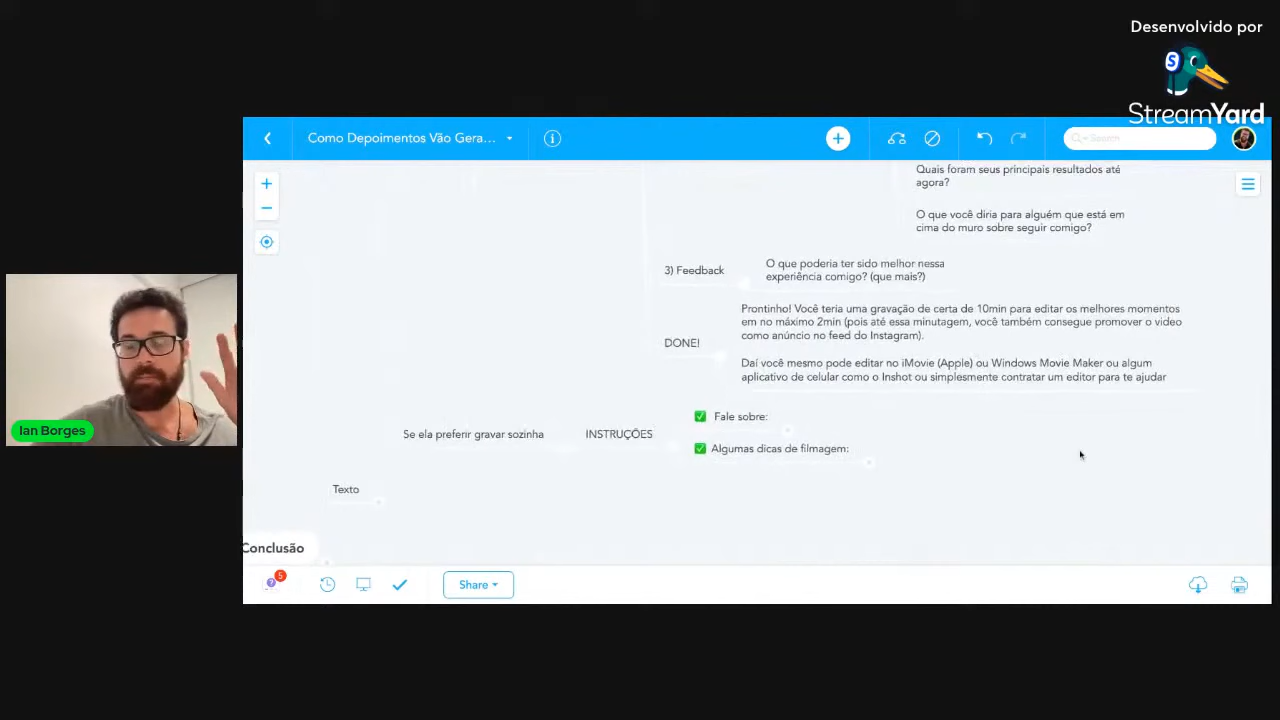 Desenvolvido por
StreamYard
Como Depoimentos Vão Gera...
Search
Quais foram seus principais resultados até
agora?
O que você diria para alguém que está em
cima do muro sobre seguir comigo?
3) Feedback
O que poderia ter sido melhor nessa
experiência comigo? (que mais?)
DONE!
Prontinho! Você teria uma gravação de certa de 10min para editar os melhores momentos
em no máximo 2min (pois até essa minutagem, você também consegue promover o video
como anúncio no feed do Instagram).
Daí você mesmo pode editar no iMovie (Apple) ou Windows Movie Maker ou algum
aplicativo de celular como o Inshot ou simplesmente contratar um editor para te ajudar
Se ela preferir gravar sozinha
INSTRUÇÕES
Fale sobre:
Algumas dicas de filmagem:
Texto
Conclusão
5
Share
Ian Borges